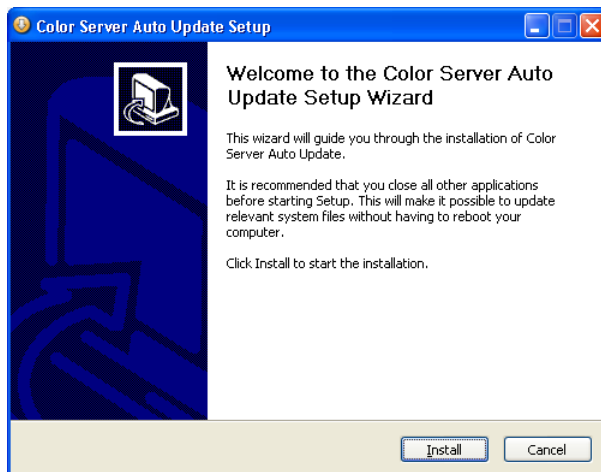 Color Server Auto Update Setup
Welcome to the Color Server Auto
Update Setup Wizard
This wizard will guide you through the installation of Color
Server Auto Update.
It is recommended that you close all other applications
before starting Setup. This will make it possible to update
relevant system files without having to reboot your
computer.
Click Install to start the installation.
Install
Cancel